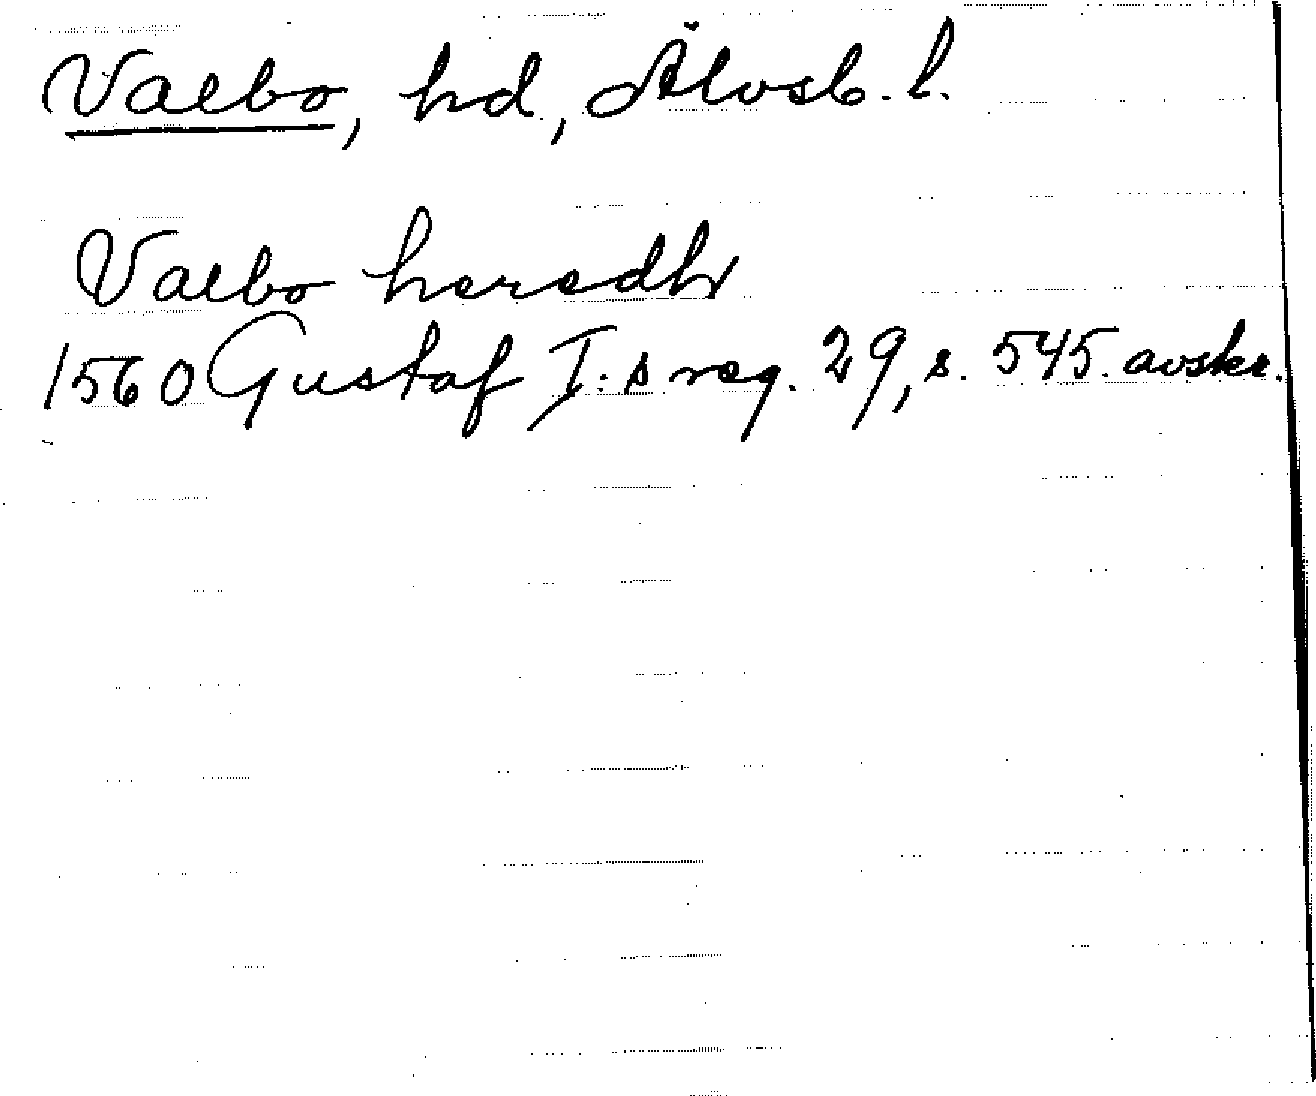 Valbo, hd, Älvsb. l.
Valbo heredh
1560 Gustaf I:s reg. 29, s. 545. avskr.